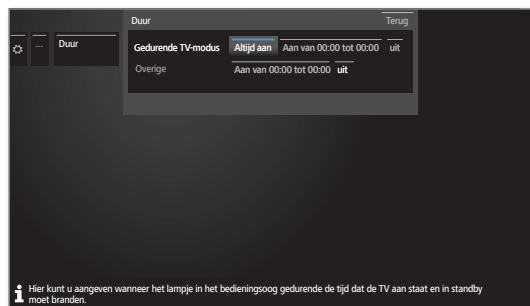 Duur Terug
... Duur
Gedurende TV-modus Altijd aan Aan van 00:00 tot 00:00 uit
Overige Aan van 00:00 tot 00:00 uit
Hier kunt u aangeven wanneer het lampje in het bedieningsoog gedurende de tijd dat de TV aan staat en in standby
moet branden.